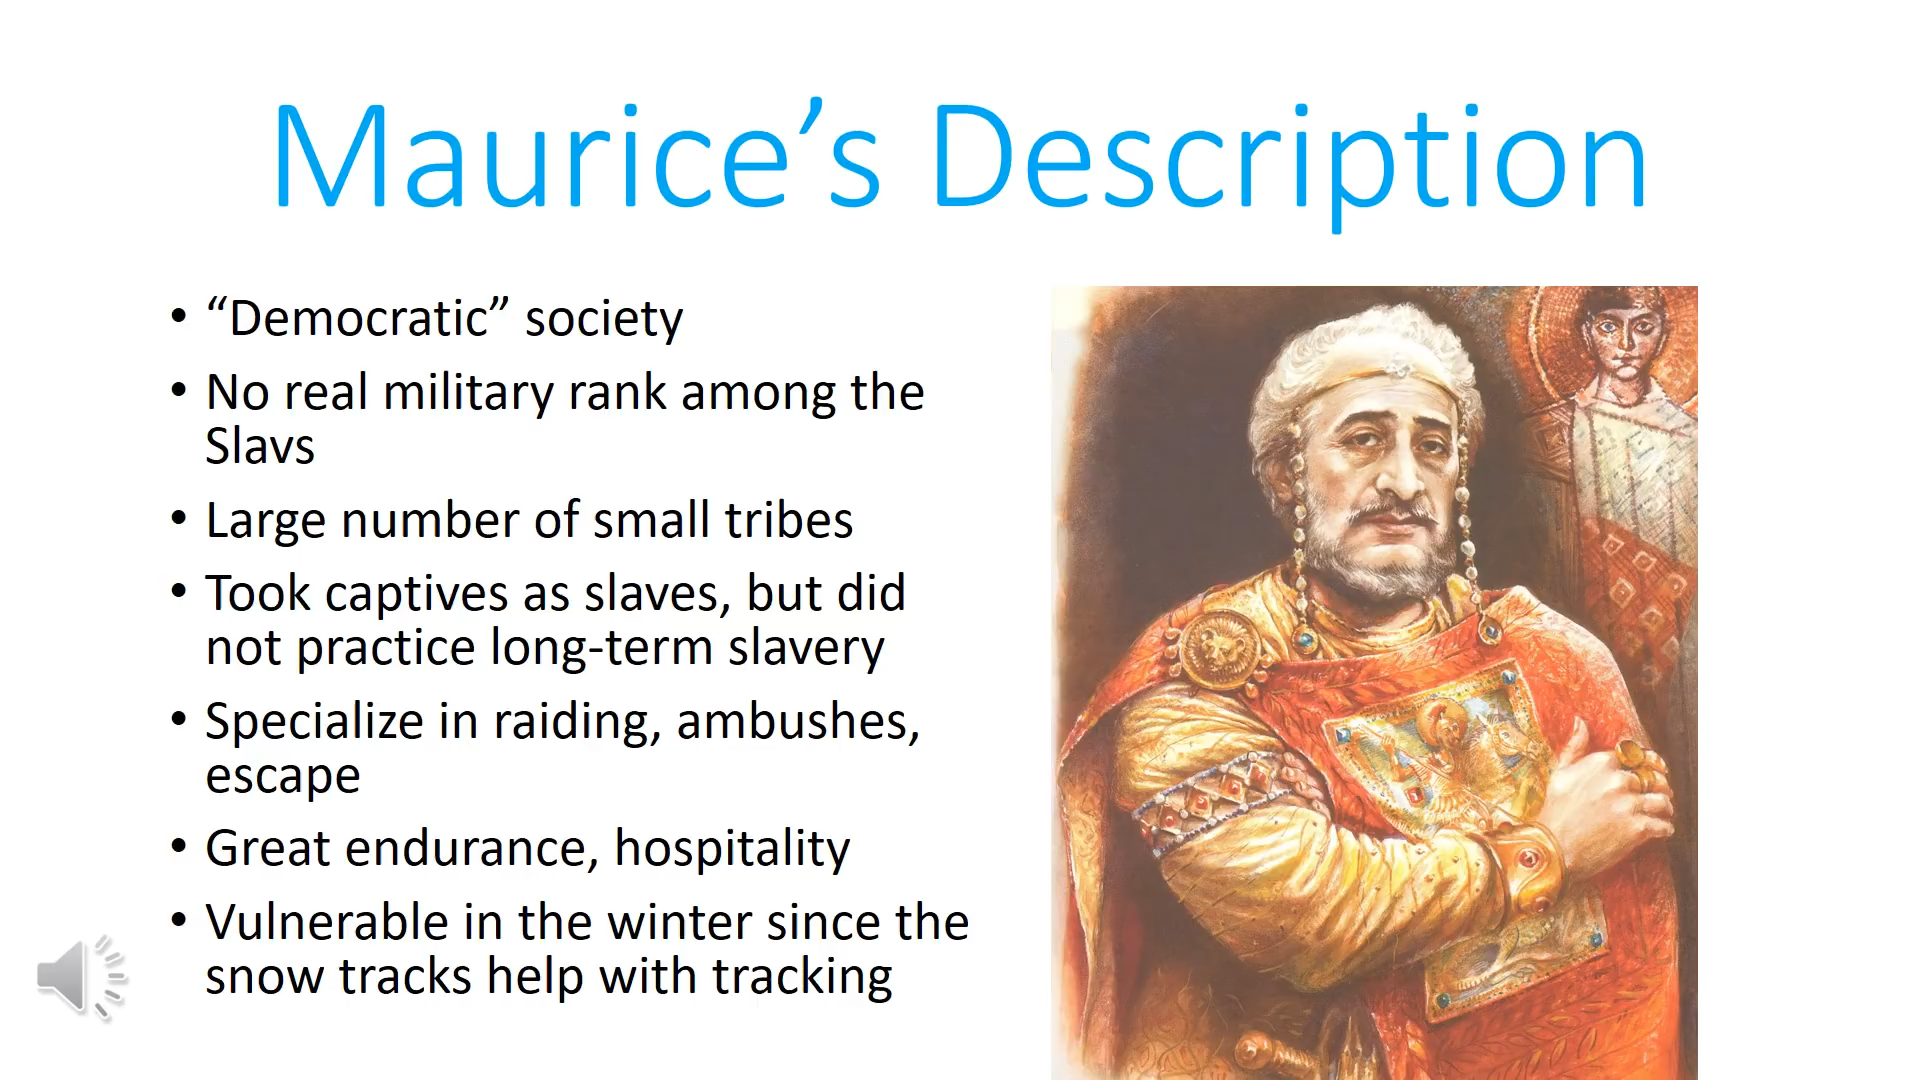 Maurice’s Description
• “Democratic” society
• No real military rank among the
Slavs
• Large number of small tribes
• Took captives as slaves, but did
not practice long-term slavery
• Specialize in raiding, ambushes,
escape
• Great endurance, hospitality
• Vulnerable in the winter since the
snow tracks help with tracking